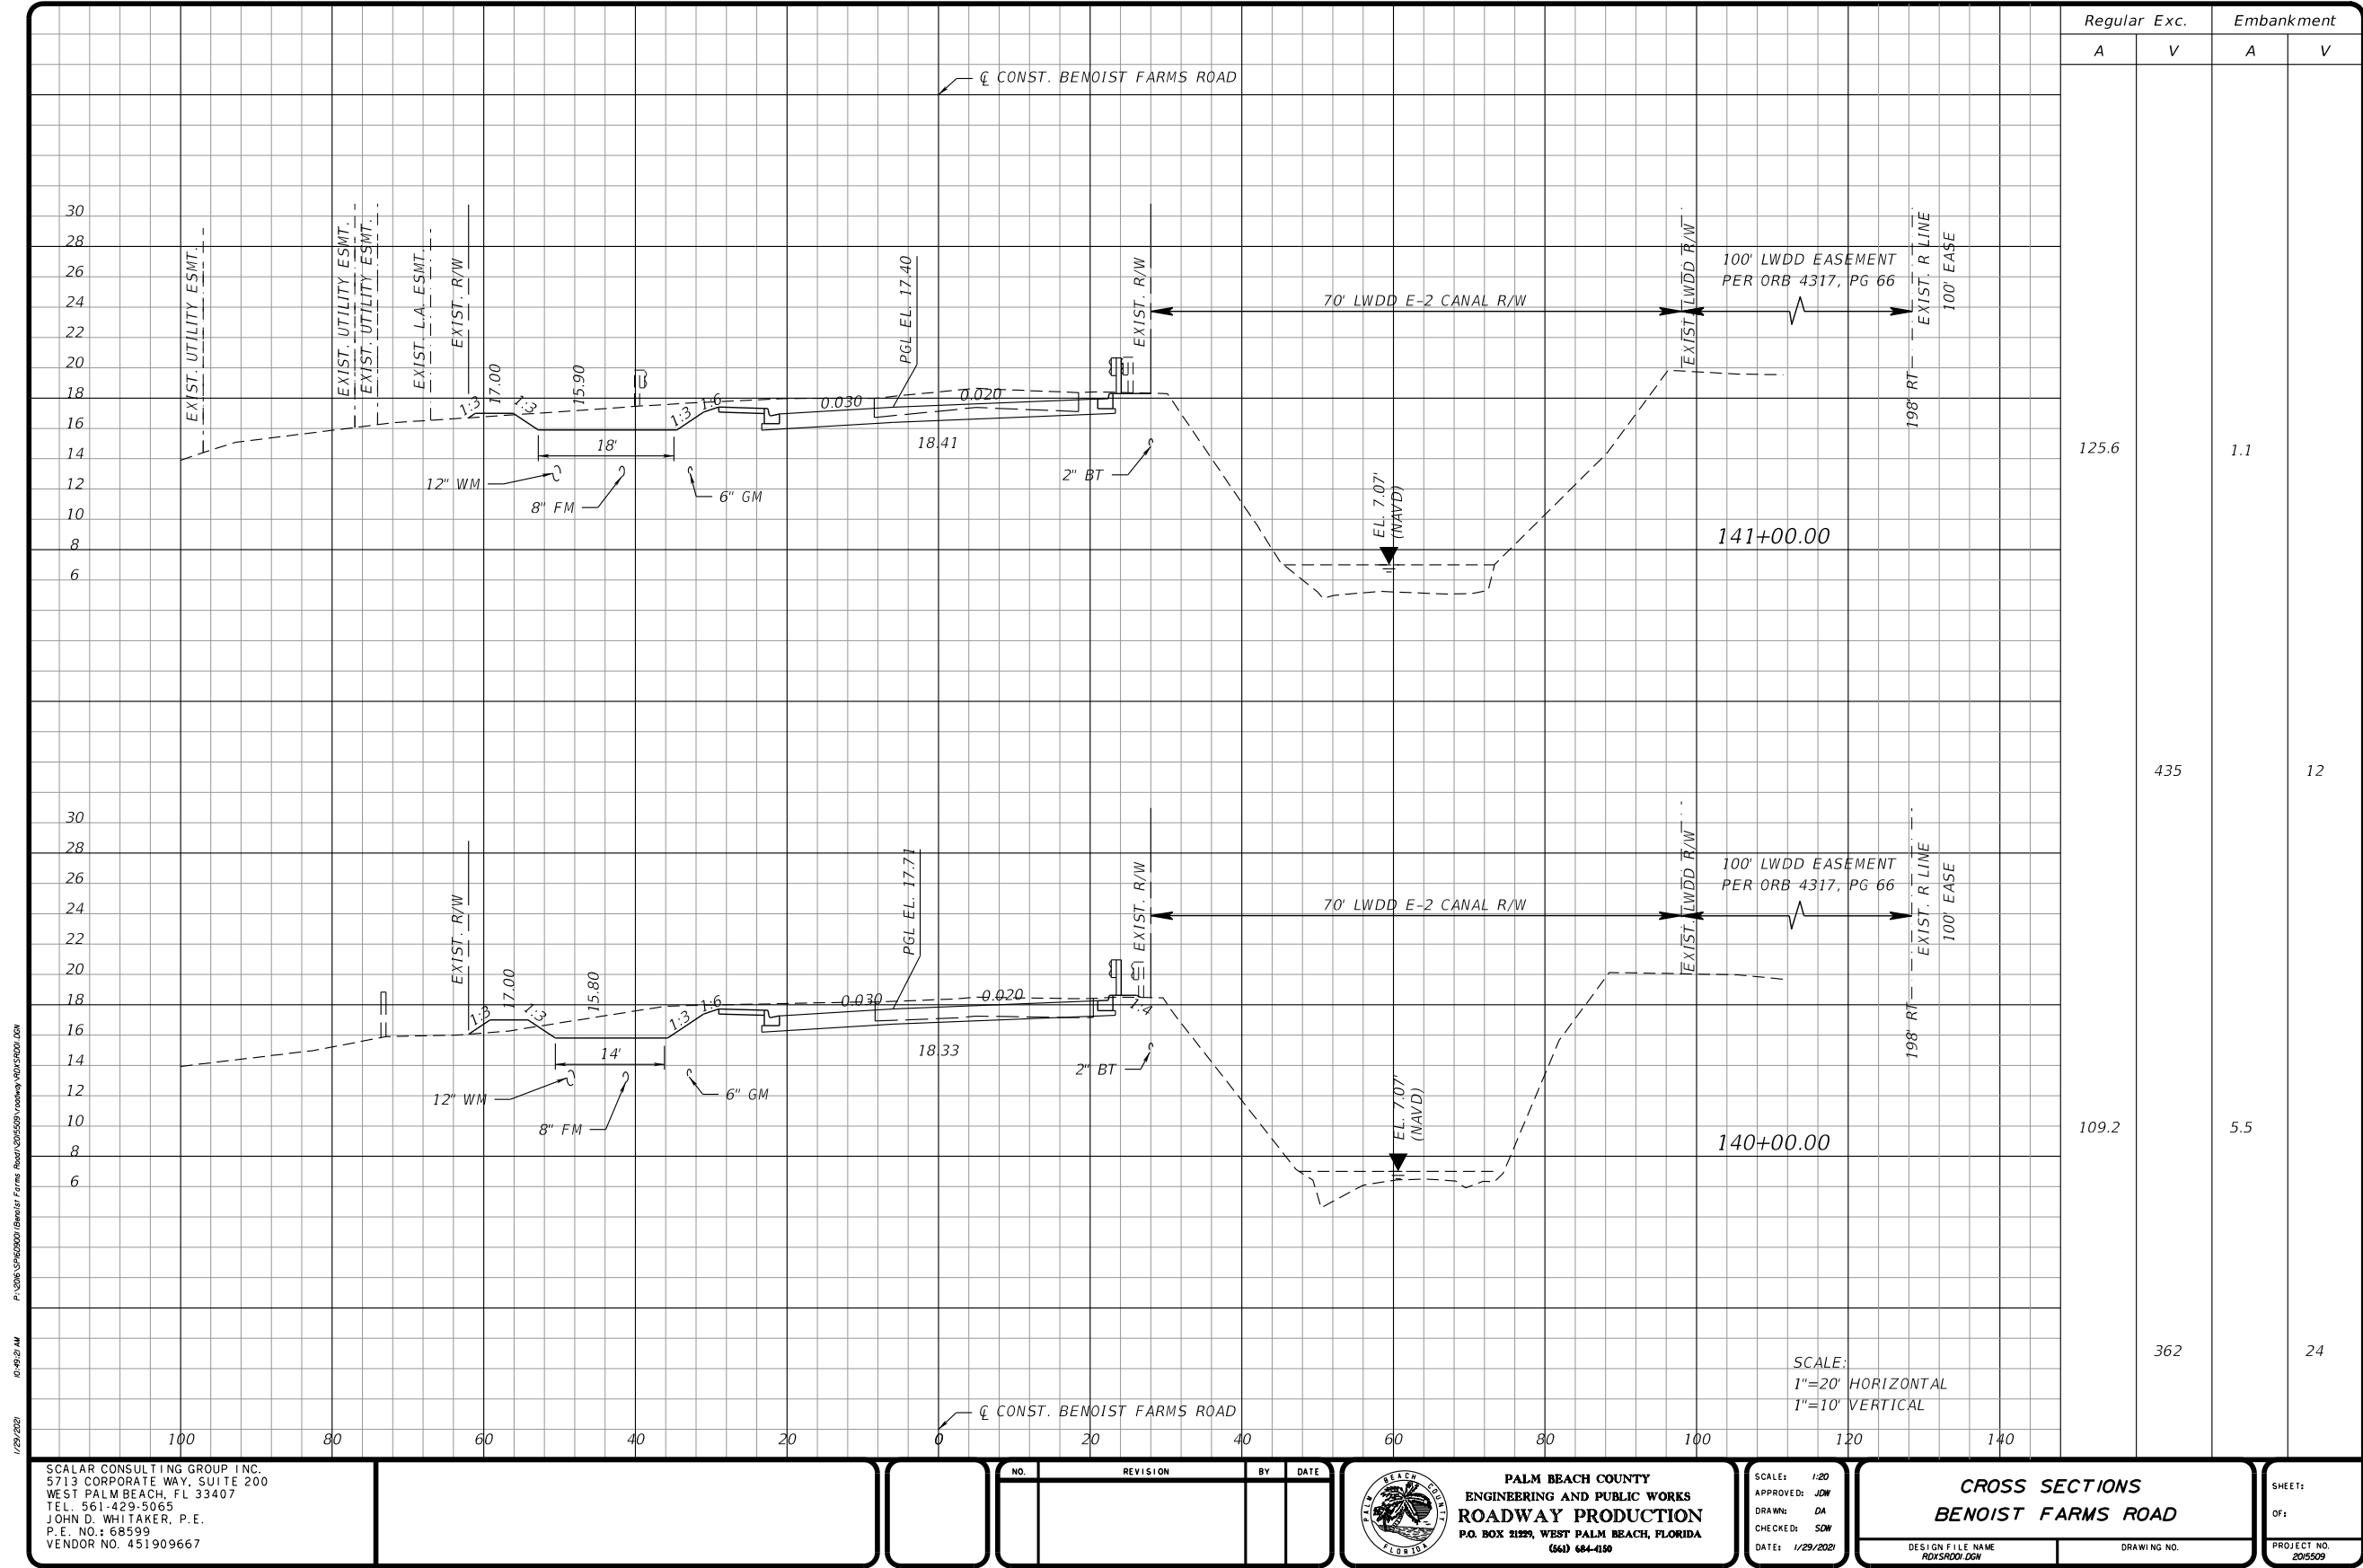 Regular Exc.
Embankment
A
V
A
V
℄ CONST. BENOIST FARMS ROAD
30
28
26
24
22
20
18
16
14
12
10
8
6
EXIST. UTILITY ESMT.
EXIST. UTILITY ESMT.
EXIST. UTILITY ESMT.
EXIST. L.A. ESMT.
EXIST. R/W
1:3
17.00
1:3
15.90
1:3
1:6
18'
12" WM
8" FM
6" GM
0.030
PGL EL. 17.40
0.020
18.41
2" BT
EXIST. R/W
70' LWDD E-2 CANAL R/W
EL. 7.07'
(NAVD)
EXIST. LWDD R/W
100' LWDD EASEMENT
PER ORB 4317, PG 66
198' RT
EXIST. R LINE
100' EASE
141+00.00
125.6
1.1
435
12
30
28
26
24
22
20
18
16
14
12
10
8
6
EXIST. R/W
1:3
17.00
1:3
15.80
1:3
1:6
14'
12" WM
8" FM
6" GM
0.030
PGL EL. 17.71
0.020
18.33
1:4
2" BT
EXIST. R/W
70' LWDD E-2 CANAL R/W
EL. 7.07'
(NAVD)
EXIST. LWDD R/W
100' LWDD EASEMENT
PER ORB 4317, PG 66
198' RT
EXIST. R LINE
100' EASE
140+00.00
109.2
5.5
362
24
SCALE:
1"=20' HORIZONTAL
1"=10' VERTICAL
℄ CONST. BENOIST FARMS ROAD
100 80 60 40 20 0 20 40 60 80 100 120 140
1/29/2021 10:49:21 AM P:\2016\SP\160900I (Benoist Farms Road)\2015509\roadway\RDXSRD01.DGN
SCALAR CONSULTING GROUP INC.
5713 CORPORATE WAY, SUITE 200
WEST PALM BEACH, FL 33407
TEL. 561-429-5065
JOHN D. WHITAKER, P.E.
P.E. NO.: 68599
VENDOR NO. 451909667
NO. REVISION BY DATE
PALM BEACH COUNTY
FLORIDA
PALM BEACH COUNTY
ENGINEERING AND PUBLIC WORKS
ROADWAY PRODUCTION
P.O. BOX 21229, WEST PALM BEACH, FLORIDA
(561) 684-4150
SCALE: 1:20
APPROVED: JDW
DRAWN: DA
CHECKED: SDW
DATE: 1/29/2021
CROSS SECTIONS
BENOIST FARMS ROAD
DESIGN FILE NAME
RDXSRD01.DGN
DRAWING NO.
SHEET:
OF:
PROJECT NO.
2015509